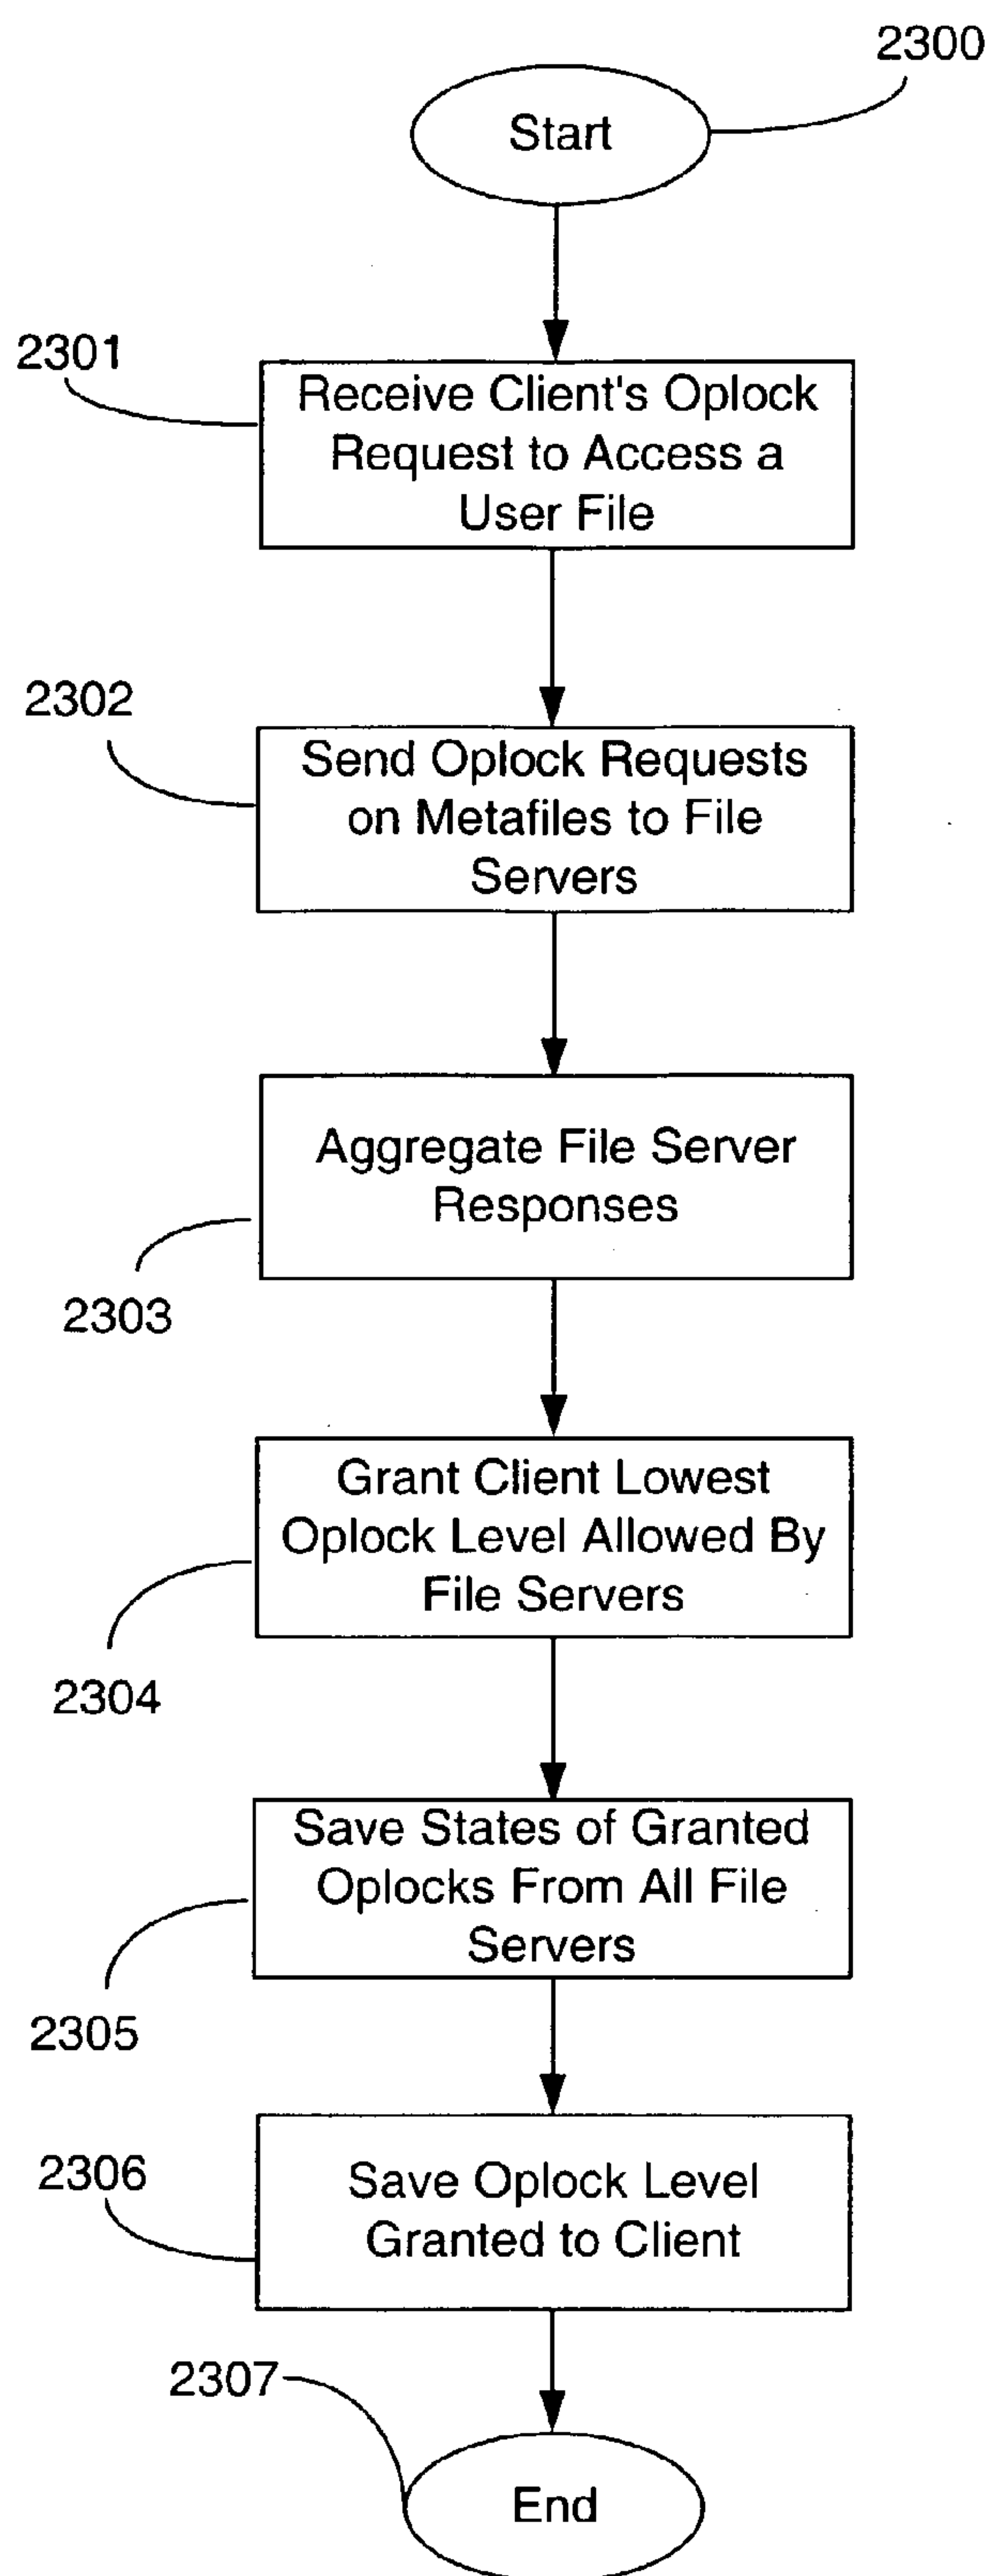 2300
Start
2301
Receive Client's Oplock
Request to Access a
User File
2302
Send Oplock Requests
on Metafiles to File
Servers
Aggregate File Server
Responses
2303
Grant Client Lowest
Oplock Level Allowed By
File Servers
2304
Save States of Granted
Oplocks From All File
Servers
2305
2306
Save Oplock Level
Granted to Client
2307
End